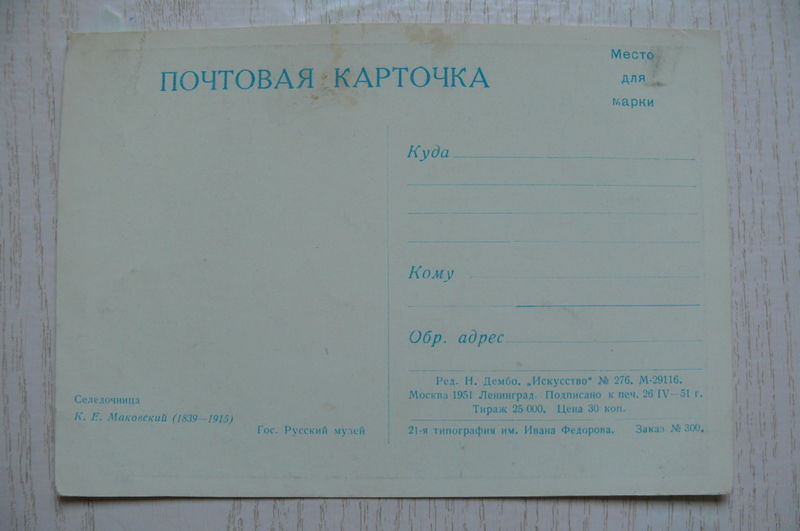 ПОЧТОВАЯ КАРТОЧКА
Место
для
марки
Куда
Кому
Обр. адрес
Селедочница
К. Е. Маковский (1839—1915)
Гос. Русский музей
Ред. Н. Дембо. „Искусство“ № 276. М-29116.
Москва 1951 Ленинград. Подписано к печ. 26 IV—51 г.
Тираж 25 000. Цена 30 коп.
21-я типография им. Ивана Федорова. Заказ № 300.